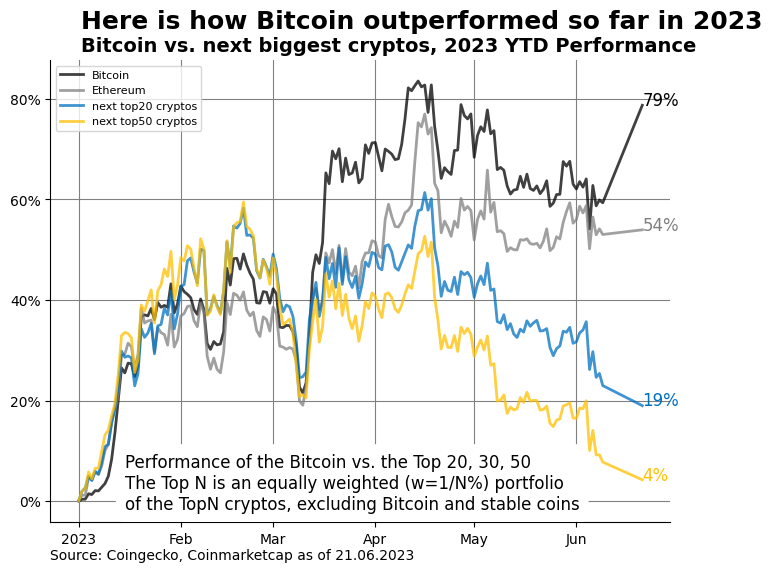 Here is how Bitcoin outperformed so far in 2023
Bitcoin vs. next biggest cryptos, 2023 YTD Performance
Bitcoin
Ethereum
next top20 cryptos
next top50 cryptos
80%
60%
40%
20%
0%
79%
54%
19%
4%
Performance of the Bitcoin vs. the Top 20, 30, 50
The Top N is an equally weighted (w=1/N%) portfolio
of the TopN cryptos, excluding Bitcoin and stable coins
2023 Feb Mar Apr May Jun
Source: Coingecko, Coinmarketcap as of 21.06.2023